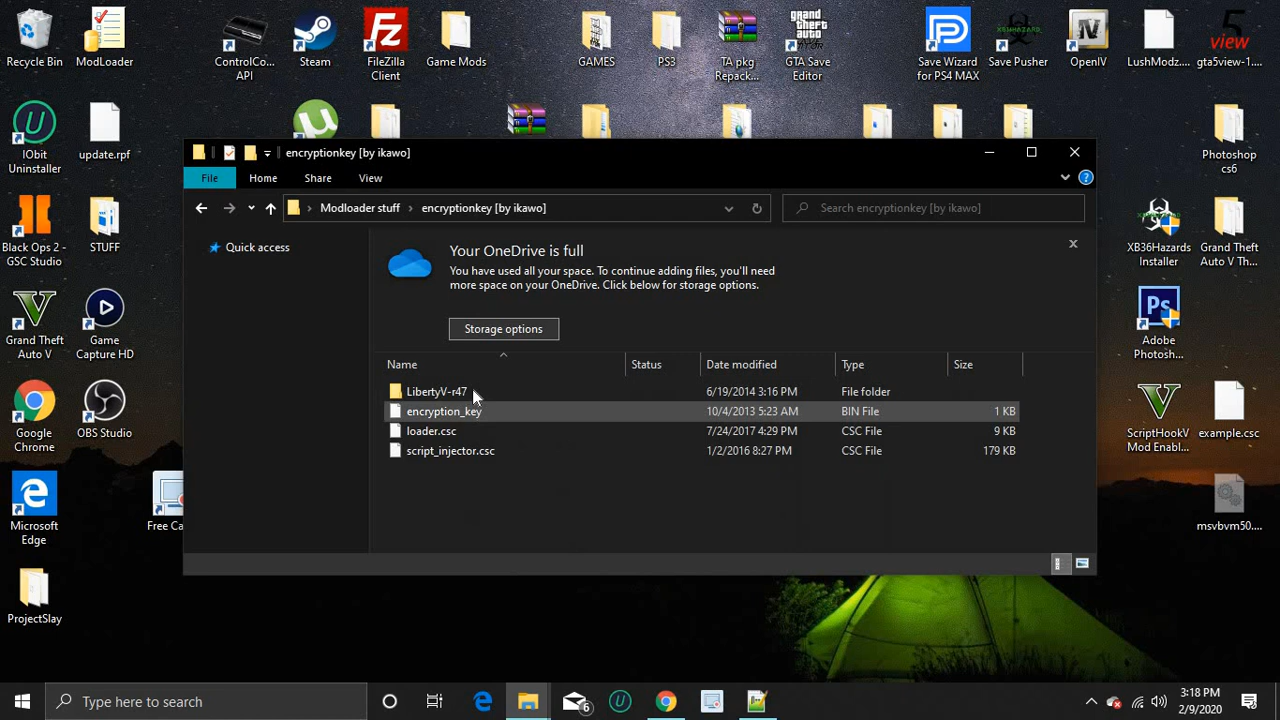 Recycle Bin
ModLoader
ControlCo...
API
Steam
FileZilla
Client
Game Mods
GAMES
PS3
TA pkg
Repack...
GTA Save
Editor
Save Wizard
for PS4 MAX
Save Pusher
OpenIV
LushModz....
5
view
gta5view-1....
IObit
Uninstaller
update.rpf
Photoshop
cs6
encryptionkey [by ikawo]
File
Home
Share
View
Modloader stuff
encryptionkey [by ikawo]
Search encryptionkey [by ikawo]
Black Ops 2 -
GSC Studio
STUFF
Quick access
Your OneDrive is full
You have used all your space. To continue adding files, you'll need
more space on your OneDrive. Click below for storage options.
Storage options
XB36Hazards
Installer
Grand Theft
Auto V Th...
Grand Theft
Auto V
Game
Capture HD
Name
Status
Date modified
Type
Size
LibertyV-r47
6/19/2014 3:16 PM
File folder
encryption_key
10/4/2013 5:23 AM
BIN File
1 KB
loader.csc
7/24/2017 4:29 PM
CSC File
9 KB
script_injector.csc
1/2/2016 8:27 PM
CSC File
179 KB
Ps
Adobe
Photosh...
Google
Chrome
OBS Studio
ScriptHookV
Mod Enabl...
example.csc
Microsoft
Edge
Free Ca
msvbvm50....
ProjectSlay
Type here to search
6
3:18 PM
2/9/2020